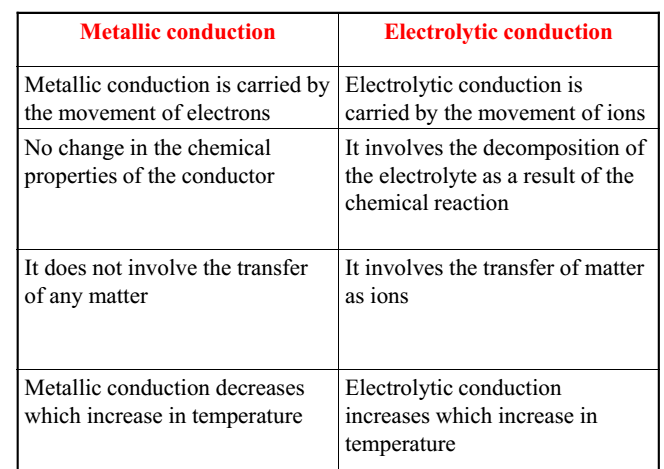 Metallic conduction
Electrolytic conduction
Metallic conduction is carried by
the movement of electrons
Electrolytic conduction is
carried by the movement of ions
No change in the chemical
properties of the conductor
It involves the decomposition of
the electrolyte as a result of the
chemical reaction
It does not involve the transfer
of any matter
It involves the transfer of matter
as ions
Metallic conduction decreases
which increase in temperature
Electrolytic conduction
increases which increase in
temperature